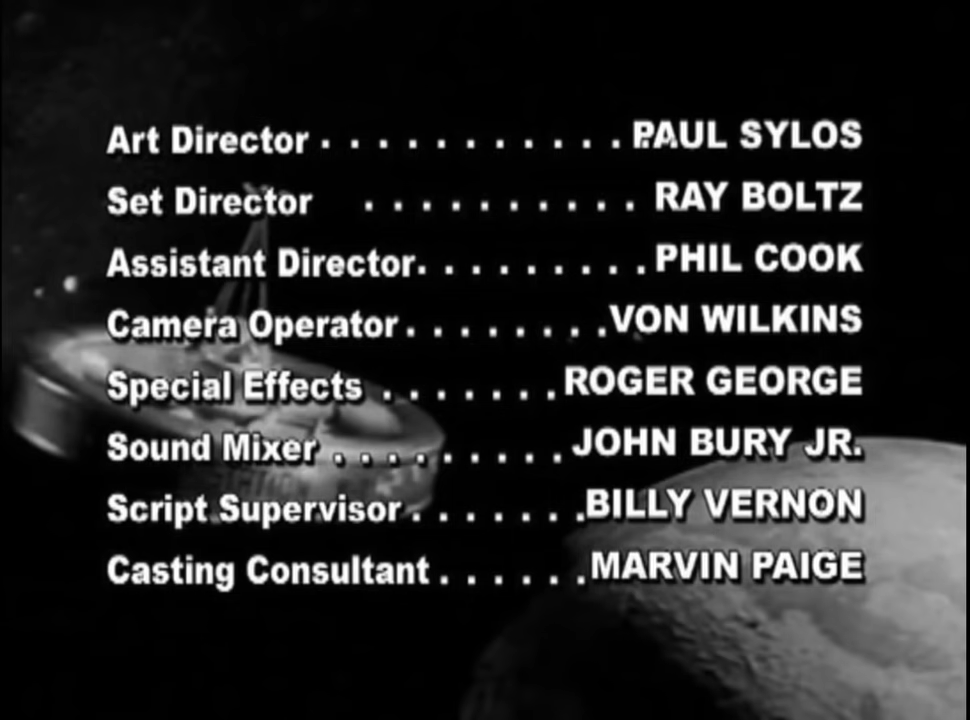 Art Director . . . . . . . . . . . PAUL SYLOS
Set Director . . . . . . . . . . RAY BOLTZ
Assistant Director. . . . . . . . . PHIL COOK
Camera Operator . . . . . . . . VON WILKINS
Special Effects . . . . . . . ROGER GEORGE
Sound Mixer . . . . . . . . . JOHN BURY JR.
Script Supervisor . . . . . . . BILLY VERNON
Casting Consultant . . . . . . MARVIN PAIGE